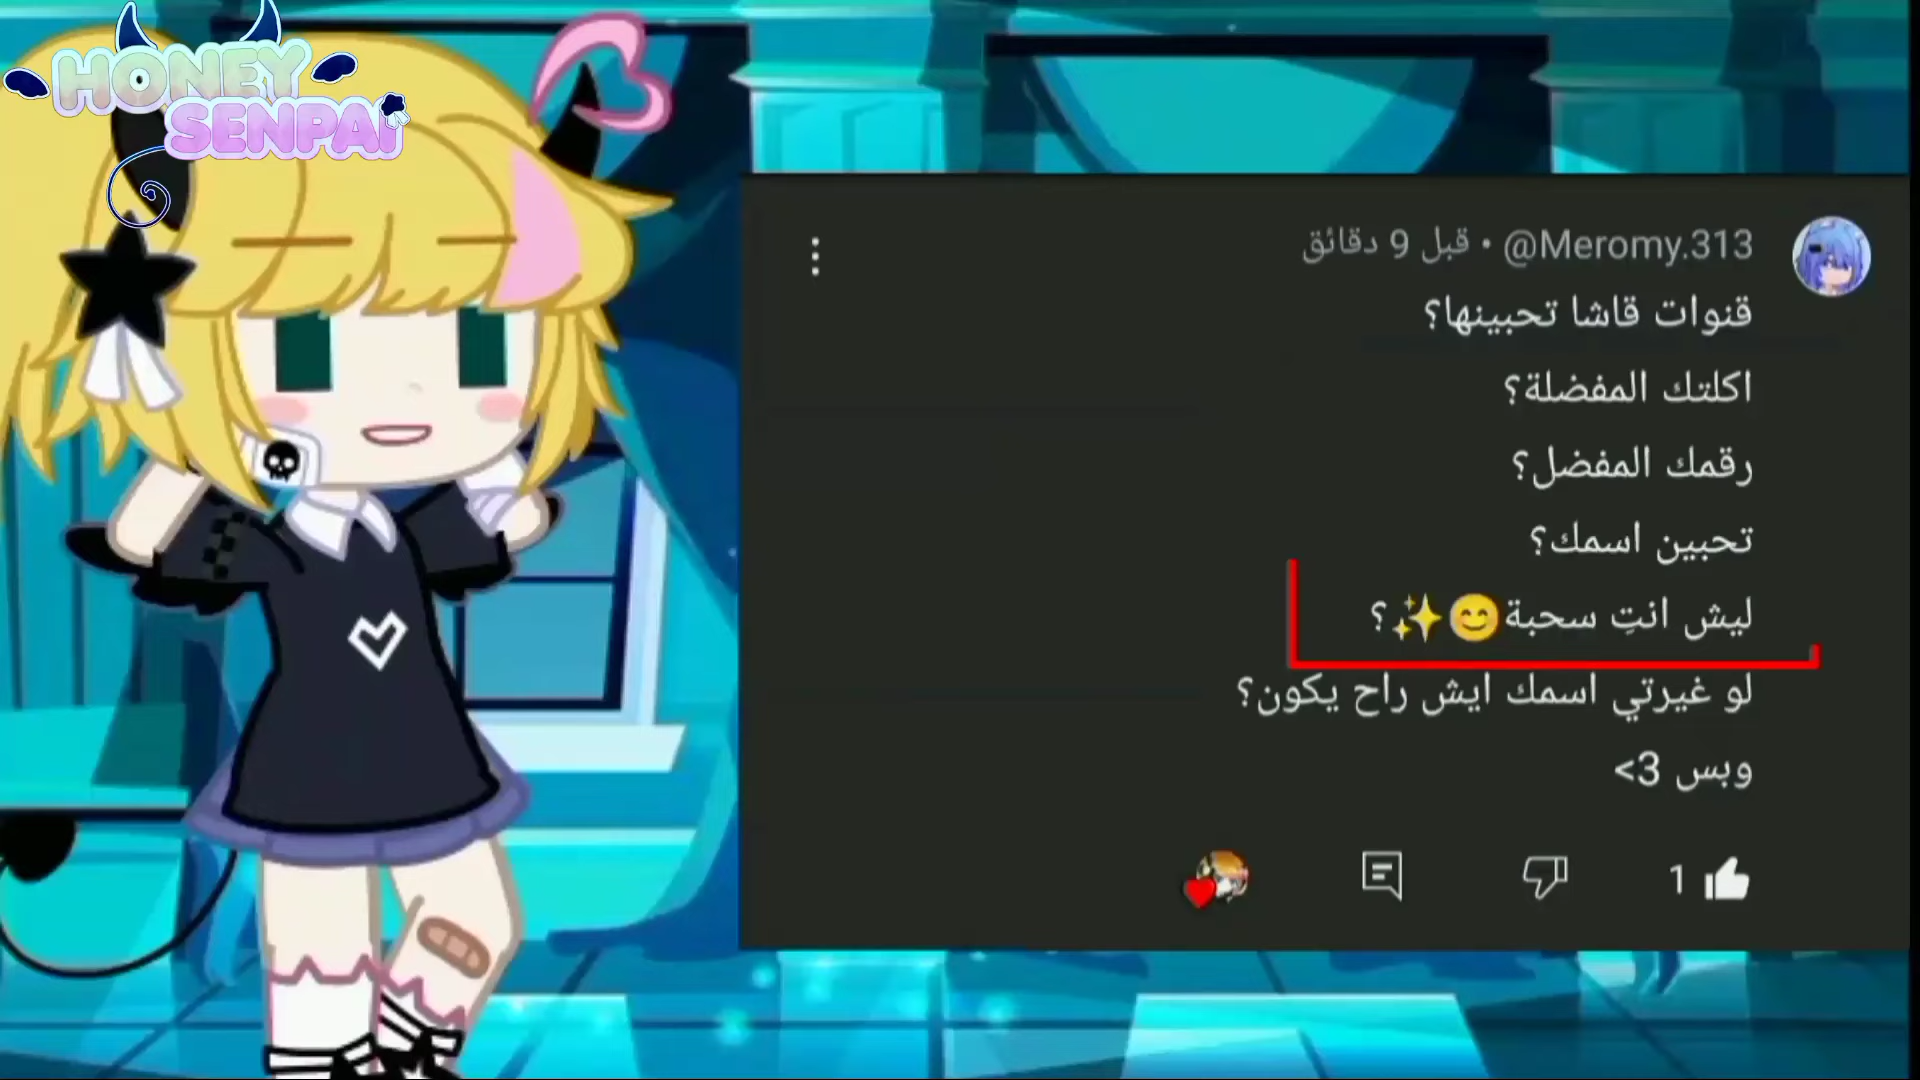 HONEY
SENPAI
@Meromy.313 • قبل 9 دقائق
قنوات قاشا تحبينها؟
اكلتك المفضلة؟
رقمك المفضل؟
تحبين اسمك؟
ليش انتِ سحبة😊✨؟
لو غيرتي اسمك ايش راح يكون؟
وبس 3>
1